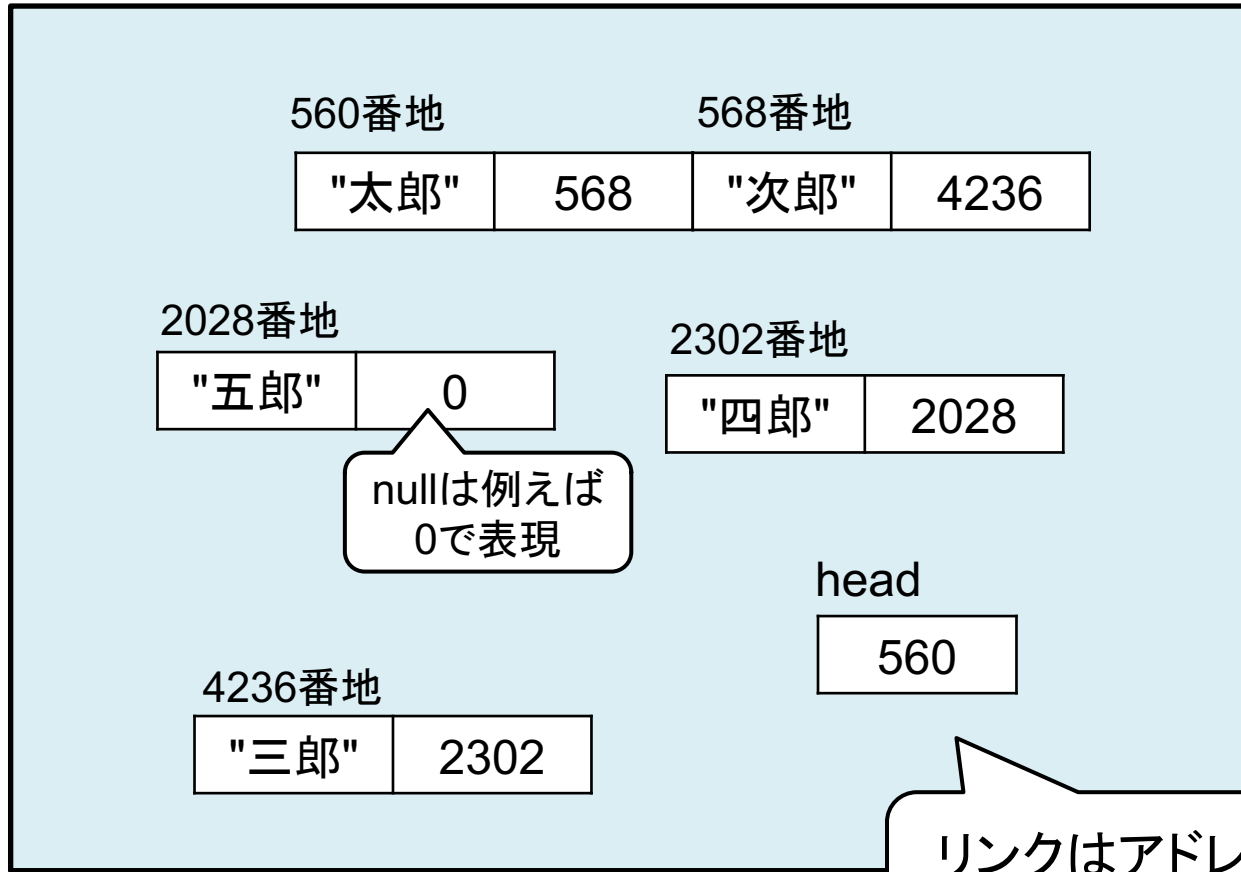 560番地 568番地
"太郎" 568 "次郎" 4236
2028番地
2302番地
"五郎" 0
"四郎" 2028
nullは例えば
0で表現
head
560
4236番地
"三郎" 2302
リンクはアドレ